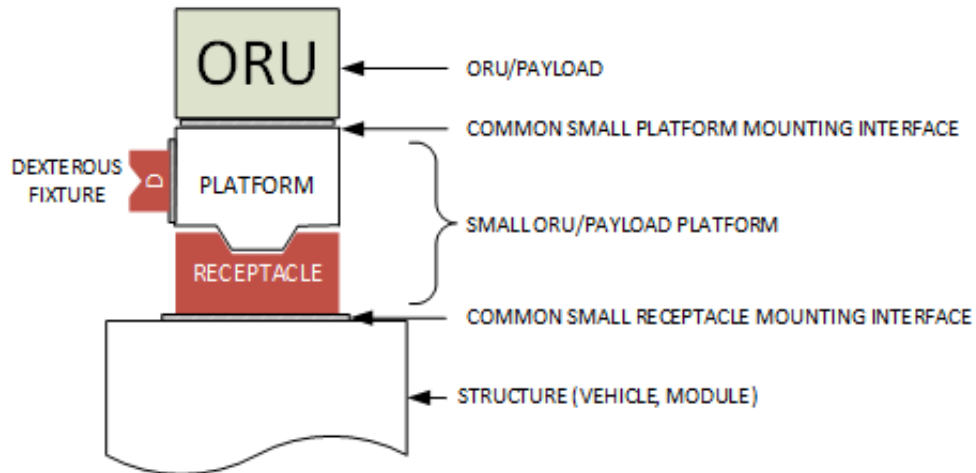 ORU
ORU/PAYLOAD
COMMON SMALL PLATFORM MOUNTING INTERFACE
DEXTEROUS
FIXTURE
D
PLATFORM
SMALL ORU/PAYLOAD PLATFORM
RECEPTACLE
COMMON SMALL RECEPTACLE MOUNTING INTERFACE
STRUCTURE (VEHICLE, MODULE)